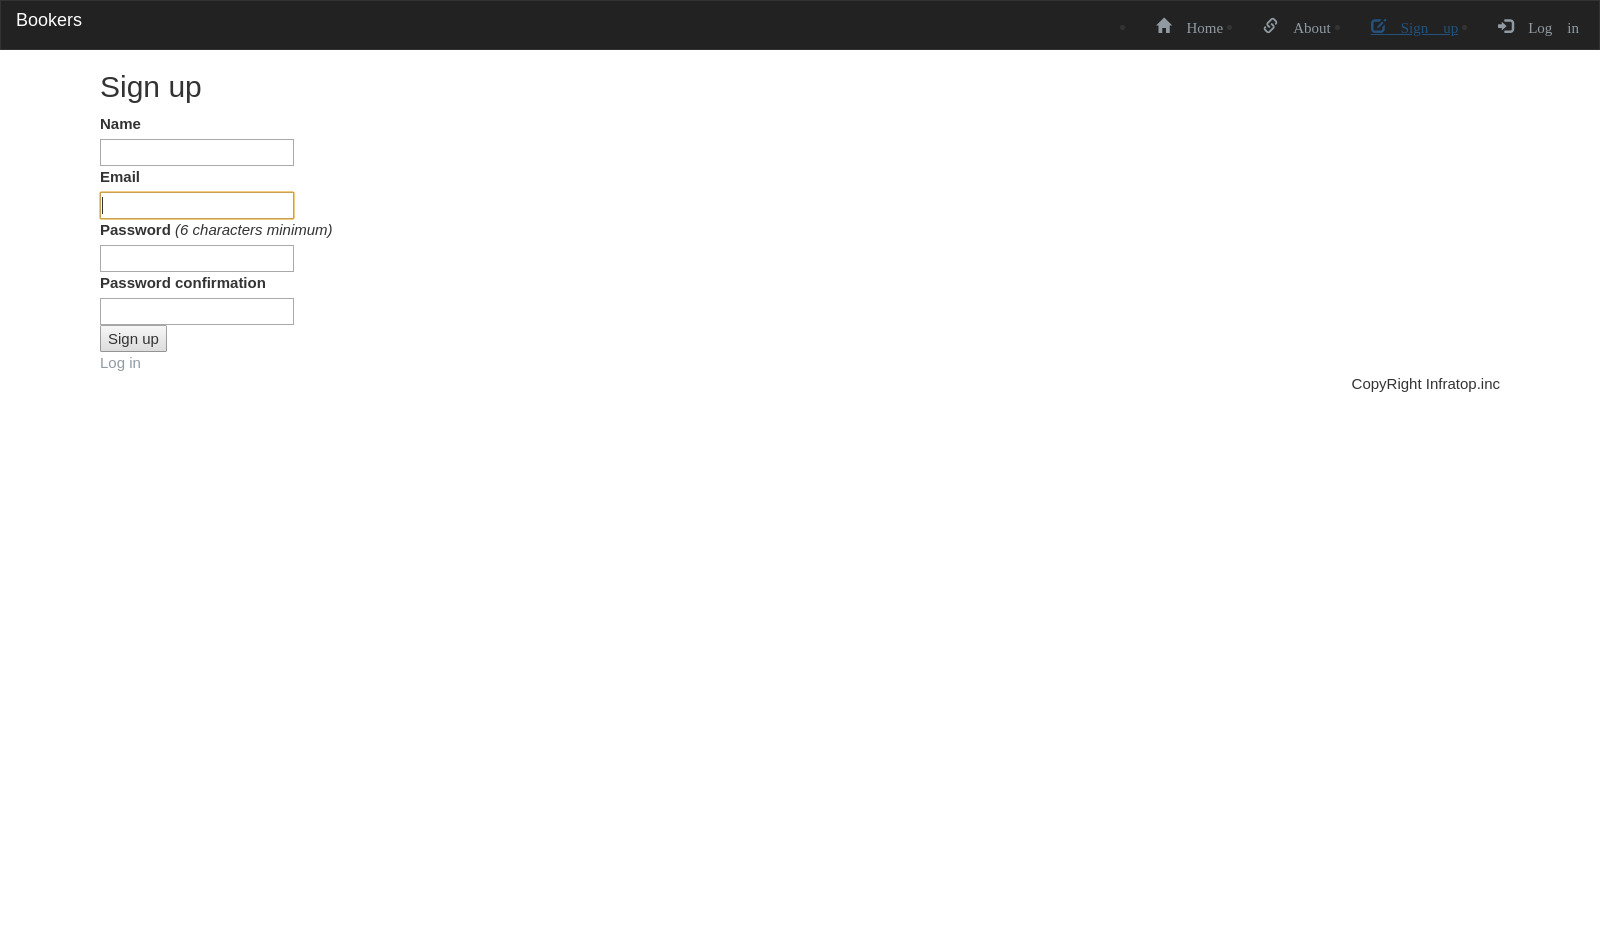 Bookers
Home
About
Sign up
Log in
Sign up
Name
Email
Password (6 characters minimum)
Password confirmation
Sign up
Log in
CopyRight Infratop.inc